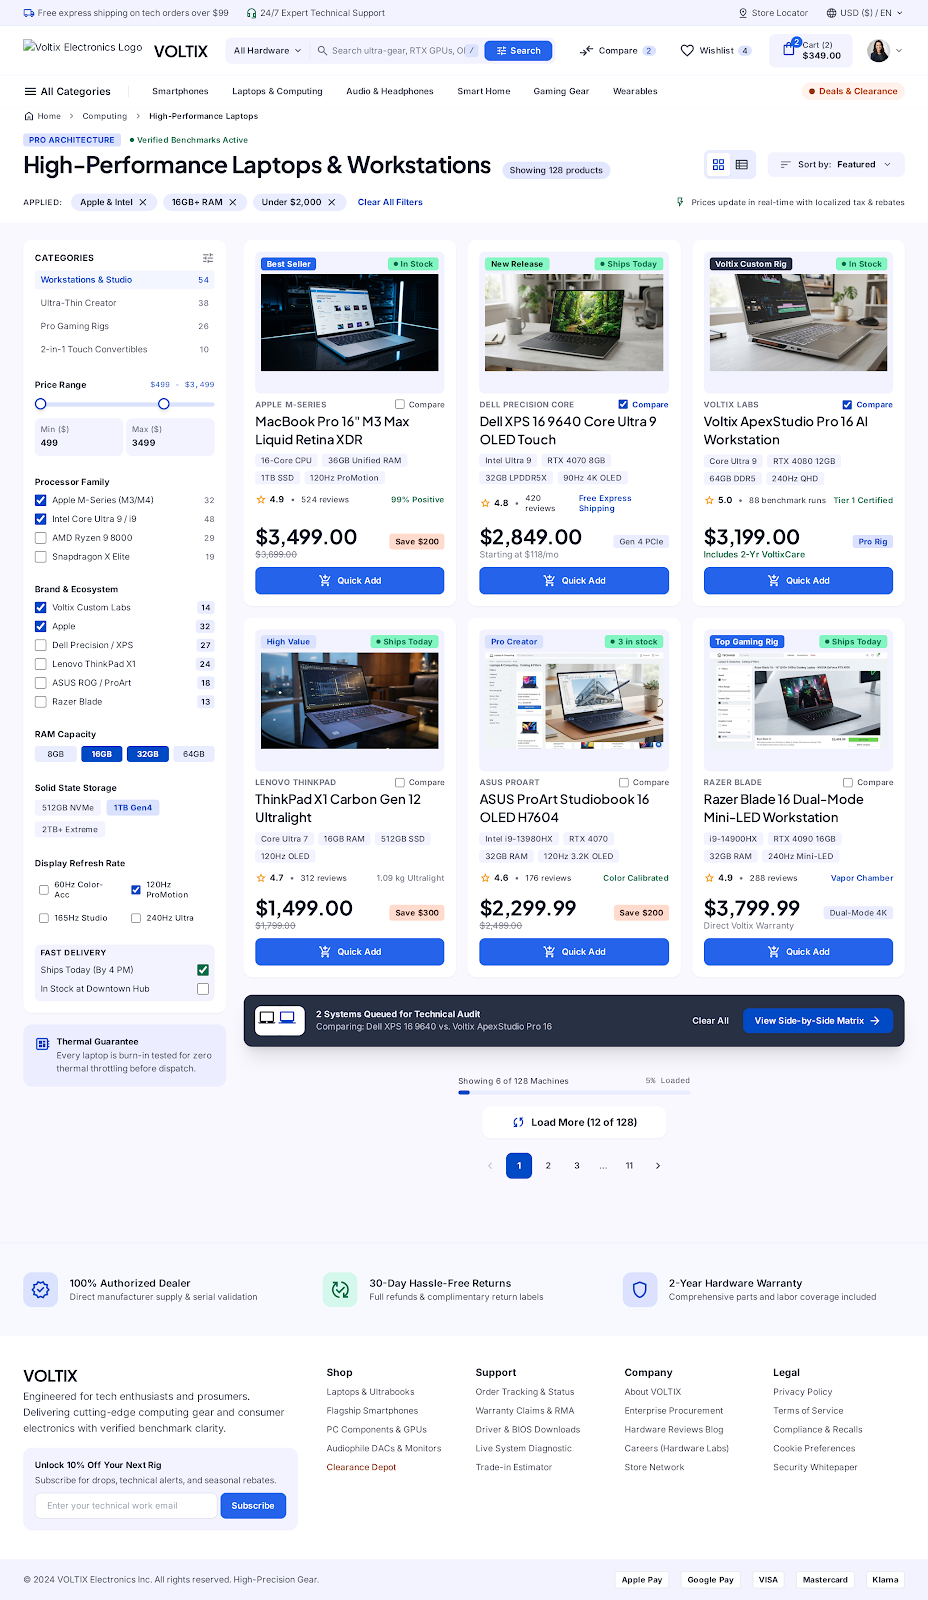 Free express shipping on tech orders over $99
24/7 Expert Technical Support
Store Locator
USD ($) / EN
Voltix Electronics Logo
VOLTIX
All Hardware
Search ultra-gear, RTX GPUs, OL
/
Search
Compare 2
Wishlist 4
2
Cart (2)
$349.00
All Categories
Smartphones
Laptops & Computing
Audio & Headphones
Smart Home
Gaming Gear
Wearables
Deals & Clearance
Home > Computing > High-Performance Laptops
PRO ARCHITECTURE
Verified Benchmarks Active
High-Performance Laptops & Workstations
Showing 128 products
Sort by: Featured
APPLIED:
Apple & Intel
16GB+ RAM
Under $2,000
Clear All Filters
Prices update in real-time with localized tax & rebates
CATEGORIES
Workstations & Studio 54
Ultra-Thin Creator 38
Pro Gaming Rigs 26
2-in-1 Touch Convertibles 10
Price Range $499 - $3,499
Min ($)
499
Max ($)
3499
Processor Family
Apple M-Series (M3/M4) 32
Intel Core Ultra 9 / i9 48
AMD Ryzen 9 8000 29
Snapdragon X Elite 19
Brand & Ecosystem
Voltix Custom Labs 14
Apple 32
Dell Precision / XPS 27
Lenovo ThinkPad X1 24
ASUS ROG / ProArt 18
Razer Blade 13
RAM Capacity
8GB 16GB 32GB 64GB
Solid State Storage
512GB NVMe 1TB Gen4
2TB+ Extreme
Display Refresh Rate
60Hz Color-Acc
120Hz ProMotion
165Hz Studio
240Hz Ultra
FAST DELIVERY
Ships Today (By 4 PM)
In Stock at Downtown Hub
Thermal Guarantee
Every laptop is burn-in tested for zero
thermal throttling before dispatch.
Best Seller
In Stock
APPLE M-SERIES
Compare
MacBook Pro 16" M3 Max
Liquid Retina XDR
16-Core CPU 36GB Unified RAM
1TB SSD 120Hz ProMotion
4.9 • 524 reviews 99% Positive
$3,499.00
$3,699.00
Save $200
Quick Add
New Release
Ships Today
DELL PRECISION CORE
Compare
Dell XPS 16 9640 Core Ultra 9
OLED Touch
Intel Ultra 9 RTX 4070 8GB
32GB LPDDR5X 90Hz 4K OLED
4.8 • 420 reviews Free Express Shipping
$2,849.00
Starting at $118/mo
Gen 4 PCIe
Quick Add
Voltix Custom Rig
In Stock
VOLTIX LABS
Compare
Voltix ApexStudio Pro 16 AI
Workstation
Core Ultra 9 RTX 4080 12GB
64GB DDR5 240Hz QHD
5.0 • 88 benchmark runs Tier 1 Certified
$3,199.00
Includes 2-Yr VoltixCare
Pro Rig
Quick Add
High Value
Ships Today
LENOVO THINKPAD
Compare
ThinkPad X1 Carbon Gen 12
Ultralight
Core Ultra 7 16GB RAM 512GB SSD
120Hz OLED
4.7 • 312 reviews 1.09 kg Ultralight
$1,499.00
$1,799.00
Save $300
Quick Add
Pro Creator
3 in stock
ASUS PROART
Compare
ASUS ProArt Studiobook 16
OLED H7604
Intel i9-13980HX RTX 4070
32GB RAM 120Hz 3.2K OLED
4.6 • 176 reviews Color Calibrated
$2,299.99
$2,499.00
Save $200
Quick Add
Top Gaming Rig
Ships Today
RAZER BLADE
Compare
Razer Blade 16 Dual-Mode
Mini-LED Workstation
i9-14900HX RTX 4090 16GB
32GB RAM 240Hz Mini-LED
4.9 • 288 reviews Vapor Chamber
$3,799.99
Direct Voltix Warranty
Dual-Mode 4K
Quick Add
2 Systems Queued for Technical Audit
Comparing: Dell XPS 16 9640 vs. Voltix ApexStudio Pro 16
Clear All
View Side-by-Side Matrix
Showing 6 of 128 Machines 5% Loaded
Load More (12 of 128)
1 2 3 ... 11
100% Authorized Dealer
Direct manufacturer supply & serial validation
30-Day Hassle-Free Returns
Full refunds & complimentary return labels
2-Year Hardware Warranty
Comprehensive parts and labor coverage included
VOLTIX
Engineered for tech enthusiasts and prosumers.
Delivering cutting-edge computing gear and consumer
electronics with verified benchmark clarity.
Unlock 10% Off Your Next Rig
Subscribe for drops, technical alerts, and seasonal rebates.
Enter your technical work email
Subscribe
Shop
Laptops & Ultrabooks
Flagship Smartphones
PC Components & GPUs
Audiophile DACs & Monitors
Clearance Depot
Support
Order Tracking & Status
Warranty Claims & RMA
Driver & BIOS Downloads
Live System Diagnostic
Trade-in Estimator
Company
About VOLTIX
Enterprise Procurement
Hardware Reviews Blog
Careers (Hardware Labs)
Store Network
Legal
Privacy Policy
Terms of Service
Compliance & Recalls
Cookie Preferences
Security Whitepaper
© 2024 VOLTIX Electronics Inc. All rights reserved. High-Precision Gear.
Apple Pay
Google Pay
VISA
Mastercard
Klarna